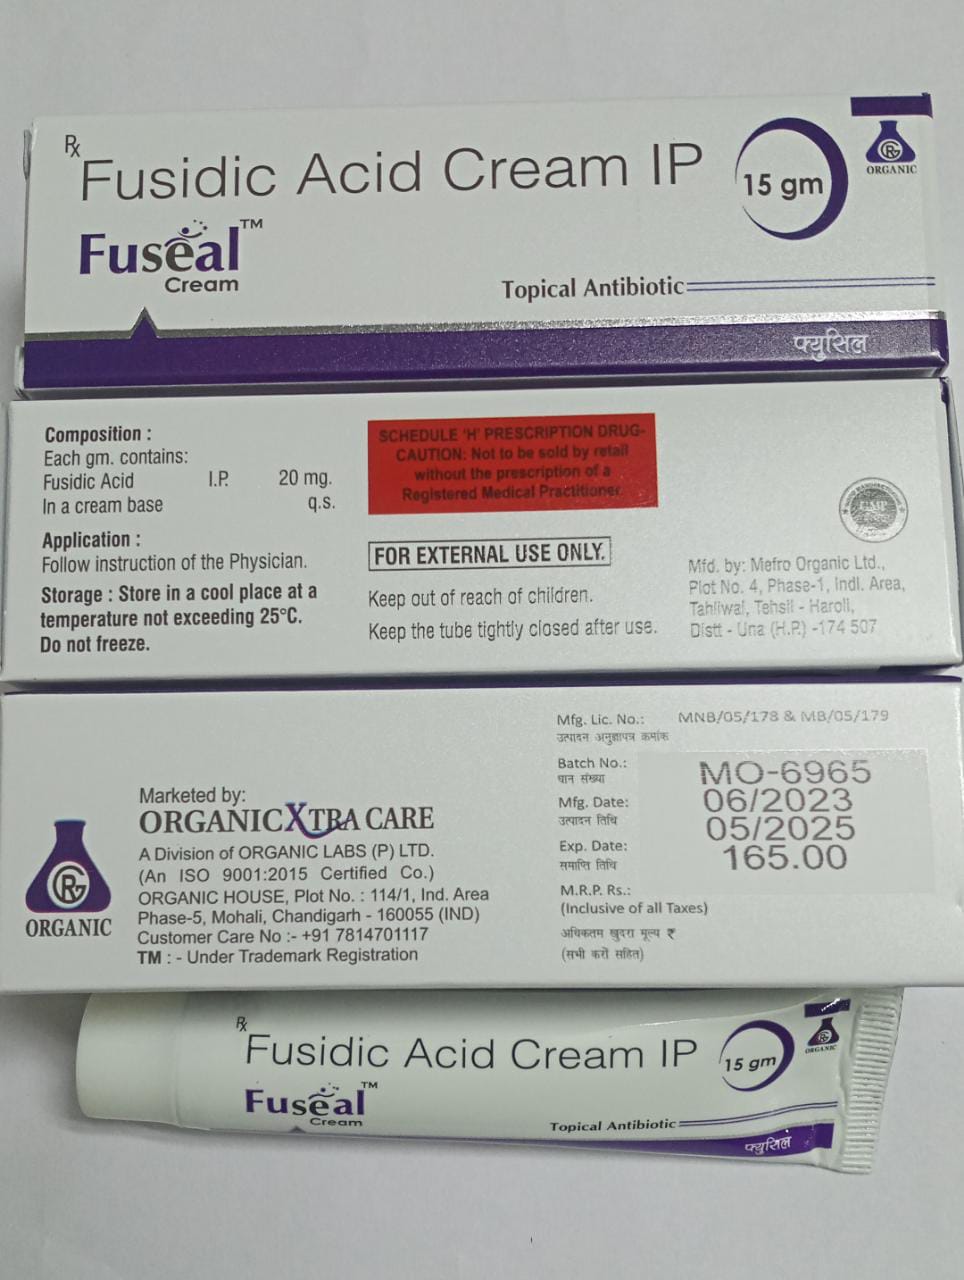 Rx
Fusidic Acid Cream IP
15 gm
ORGANIC
Fuseal™
Cream
Topical Antibiotic
फ्युसिल
Composition :
Each gm. contains:
Fusidic Acid I.P. 20 mg.
In a cream base q.s.
Application :
Follow instruction of the Physician.
Storage : Store in a cool place at a
temperature not exceeding 25°C.
Do not freeze.
SCHEDULE 'H' PRESCRIPTION DRUG-
CAUTION: Not to be sold by retail
without the prescription of a
Registered Medical Practitioner.
FOR EXTERNAL USE ONLY.
Keep out of reach of children.
Keep the tube tightly closed after use.
GMP
Mfd. by: Mefro Organic Ltd.,
Plot No. 4, Phase-1, Indl. Area,
Tahliwal, Tehsil - Haroli,
Distt - Una (H.P.) -174 507
ORGANIC
Marketed by:
ORGANIC XTRA CARE
A Division of ORGANIC LABS (P) LTD.
(An ISO 9001:2015 Certified Co.)
ORGANIC HOUSE, Plot No. : 114/1, Ind. Area
Phase-5, Mohali, Chandigarh - 160055 (IND)
Customer Care No :- +91 7814701117
TM : - Under Trademark Registration
Mfg. Lic. No.: MNB/05/178 & MB/05/179
उत्पादन अनुज्ञापत्र क्रमांक
Batch No.: MO-6965
घान संख्या
Mfg. Date: 06/2023
उत्पादन तिथि
Exp. Date: 05/2025
समाप्ति तिथि
M.R.P. Rs.: 165.00
(Inclusive of all Taxes)
अधिकतम खुदरा मूल्य ₹
(सभी करों सहित)
Rx
Fusidic Acid Cream IP
15 gm
ORGANIC
Fuseal™
Cream
Topical Antibiotic
फ्युसिल